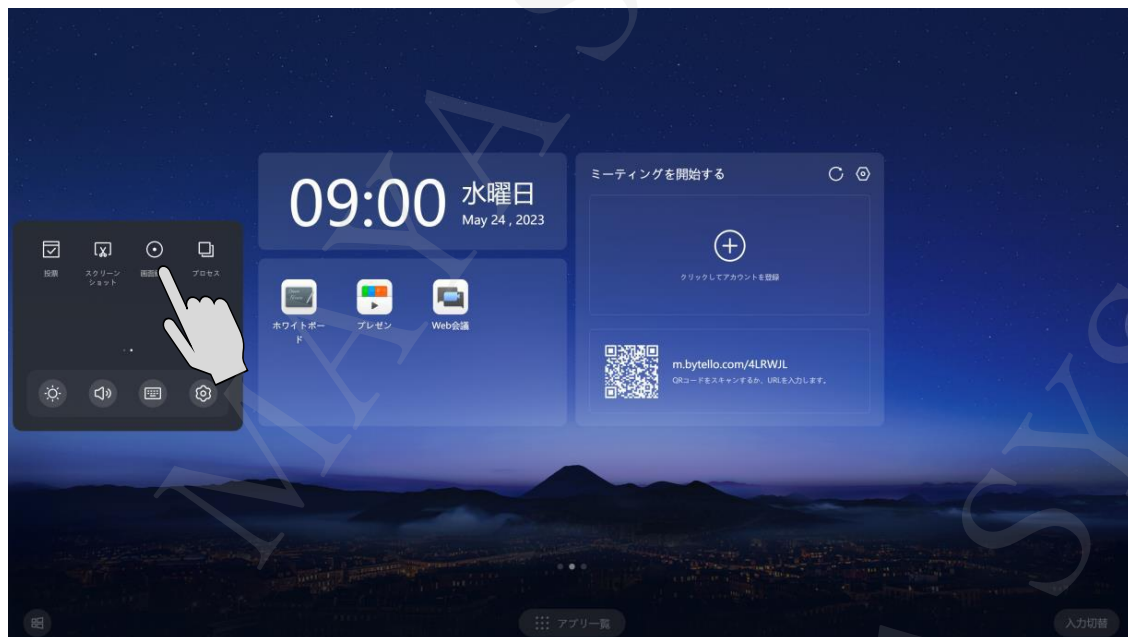 09:00
水曜日
May 24 , 2023
ミーティングを開始する
クリックしてアカウントを登録
m.bytello.com/4LRWJL
QRコードをスキャンするか、URLを入力します。
投票
スクリーン
ショット
画面
プロセス
ホワイトボー
ド
プレゼン
Web会議
アプリ一覧
入力切替
MAYA SYS